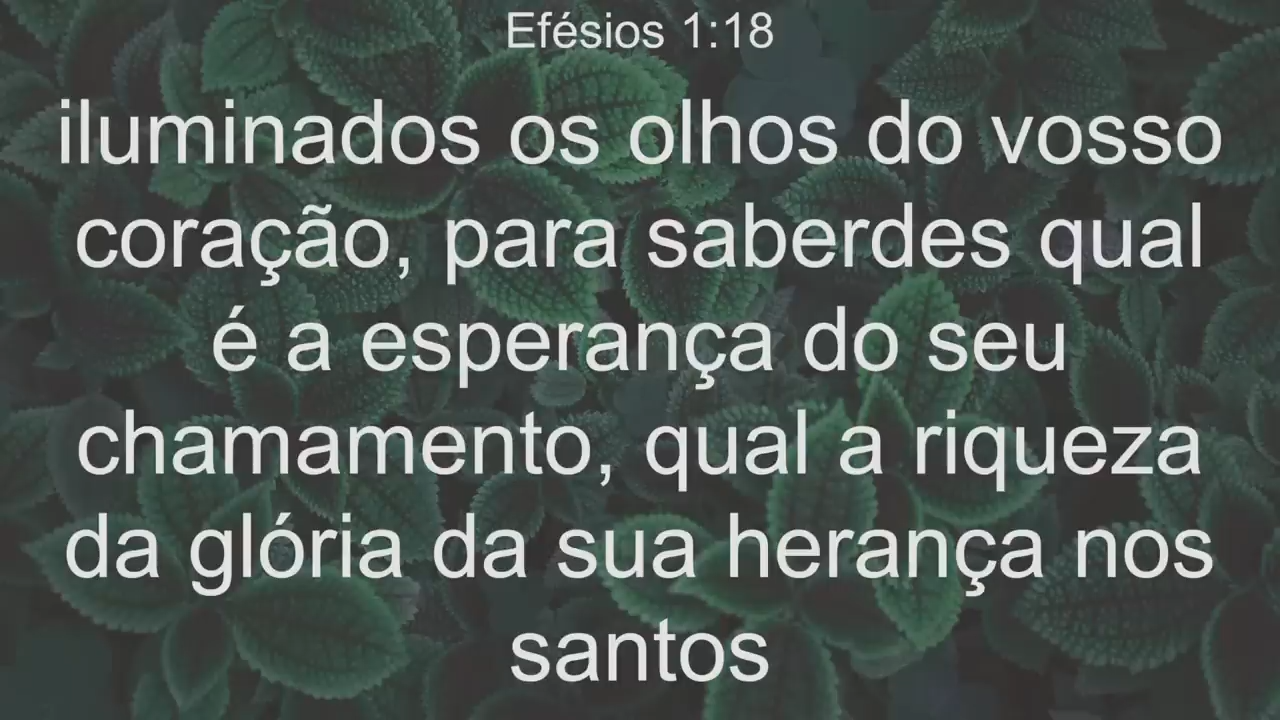 Efésios 1:18
iluminados os olhos do vosso
coração, para saberdes qual
é a esperança do seu
chamamento, qual a riqueza
da glória da sua herança nos
santos